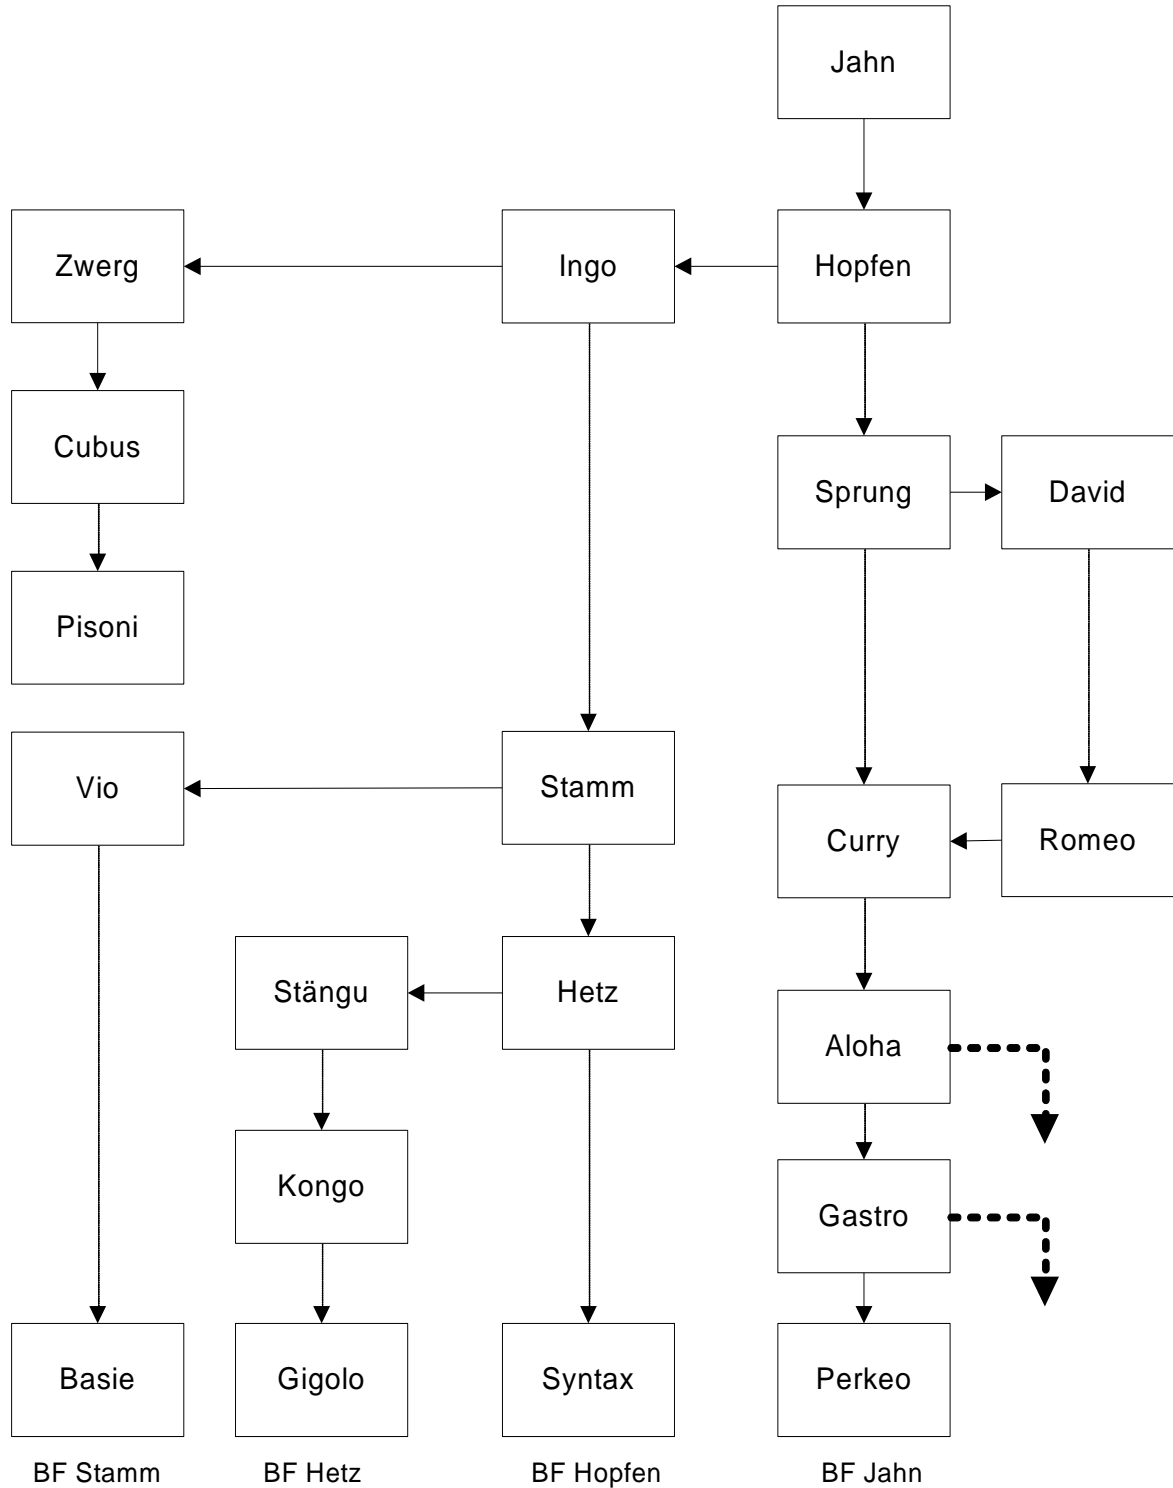 Jahn
Zwerg
Ingo
Hopfen
Cubus
Sprung
David
Pisoni
Vio
Stamm
Curry
Romeo
Stängu
Hetz
Aloha
Kongo
Gastro
Basie
Gigolo
Syntax
Perkeo
BF Stamm
BF Hetz
BF Hopfen
BF Jahn